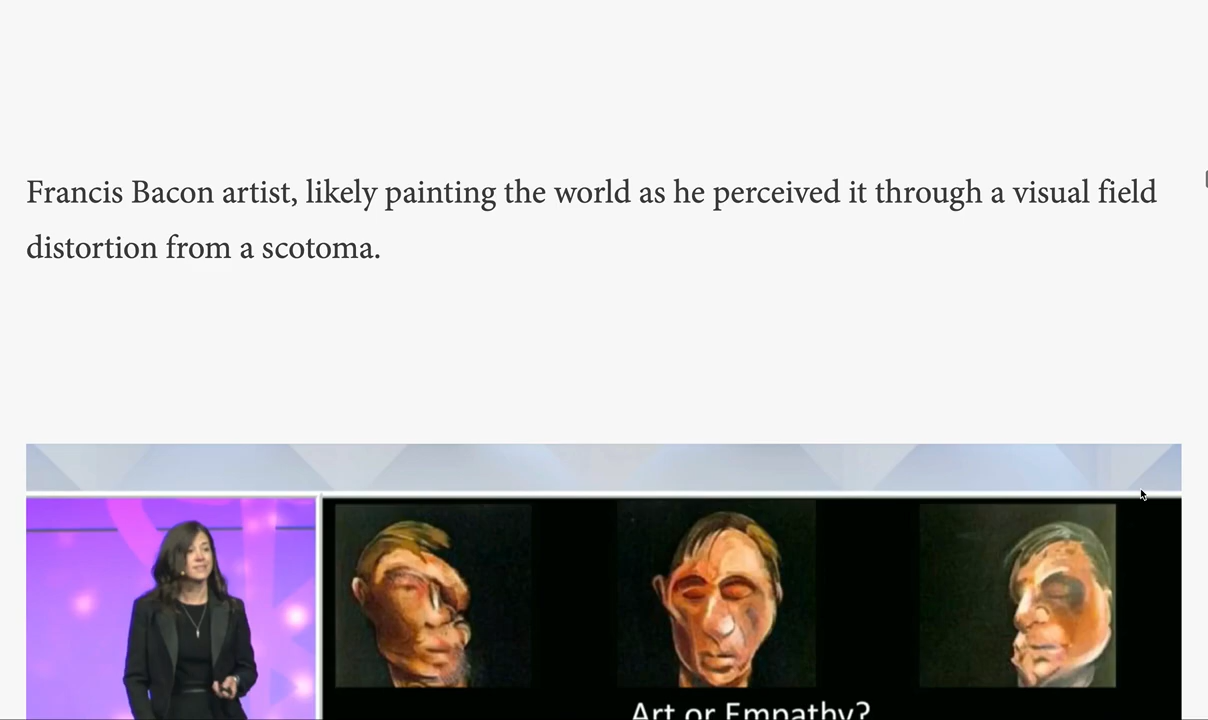 Francis Bacon artist, likely painting the world as he perceived it through a visual field
distortion from a scotoma.
Art or Empathy?